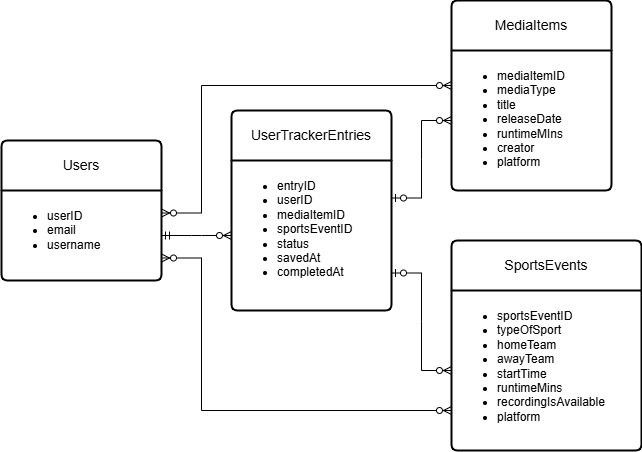 MediaItems
mediaItemID
mediaType
title
releaseDate
runtimeMIns
creator
platform
UserTrackerEntries
entryID
userID
mediaItemID
sportsEventID
status
savedAt
completedAt
Users
userID
email
username
SportsEvents
sportsEventID
typeOfSport
homeTeam
awayTeam
startTime
runtimeMins
recordingIsAvailable
platform